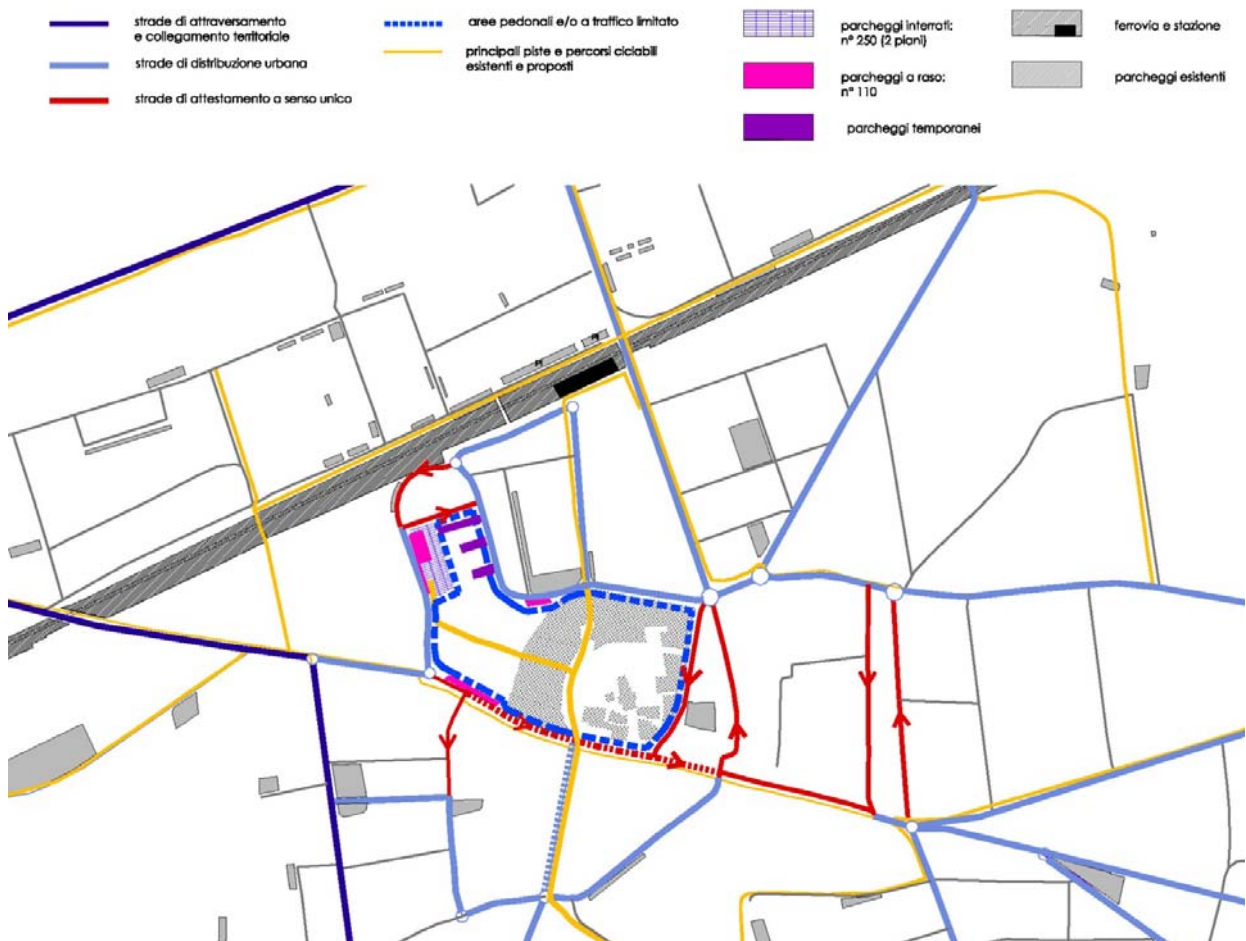 strade di attraversamento
e collegamento territoriale
strade di distribuzione urbana
strade di attestamento a senso unico
aree pedonali e/o a traffico limitato
principali piste e percorsi ciclabili
esistenti e proposti
parcheggi interrati:
n° 250 (2 piani)
parcheggi a raso:
n° 110
parcheggi temporanei
ferrovia e stazione
parcheggi esistenti